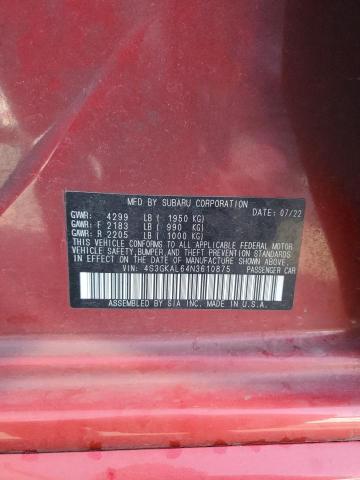 MFD BY SUBARU CORPORATION
GVWR: 4299 LB ( 1950 KG) DATE: 07/22
GAWR: F 2183 LB ( 990 KG)
GAWR: R 2205 LB ( 1000 KG)
THIS VEHICLE CONFORMS TO ALL APPLICABLE FEDERAL MOTOR
VEHICLE SAFETY, BUMPER, AND THEFT PREVENTION STANDARDS
IN EFFECT ON THE DATE OF MANUFACTURE SHOWN ABOVE.
VIN: 4S3GKAL64N3610875 PASSENGER CAR
ASSEMBLED BY SIA INC. MADE IN U.S.A.